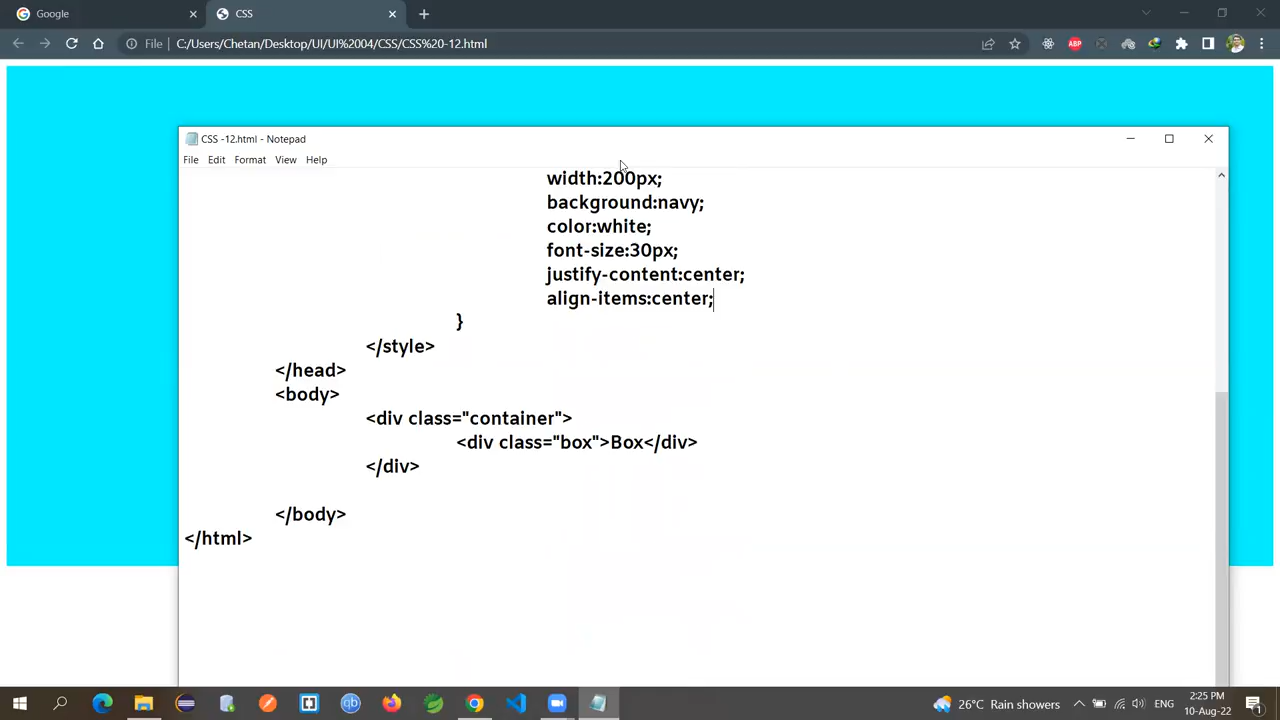 Google
CSS
File
C:/Users/Chetan/Desktop/UI/UI%2004/CSS/CSS%20-12.html
ABP
CSS -12.html - Notepad
File Edit Format View Help
width:200px;
background:navy;
color:white;
font-size:30px;
justify-content:center;
align-items:center;
}
</style>
</head>
<body>
<div class="container">
<div class="box">Box</div>
</div>
</body>
</html>
26°C Rain showers
ENG
2:25 PM
10-Aug-22